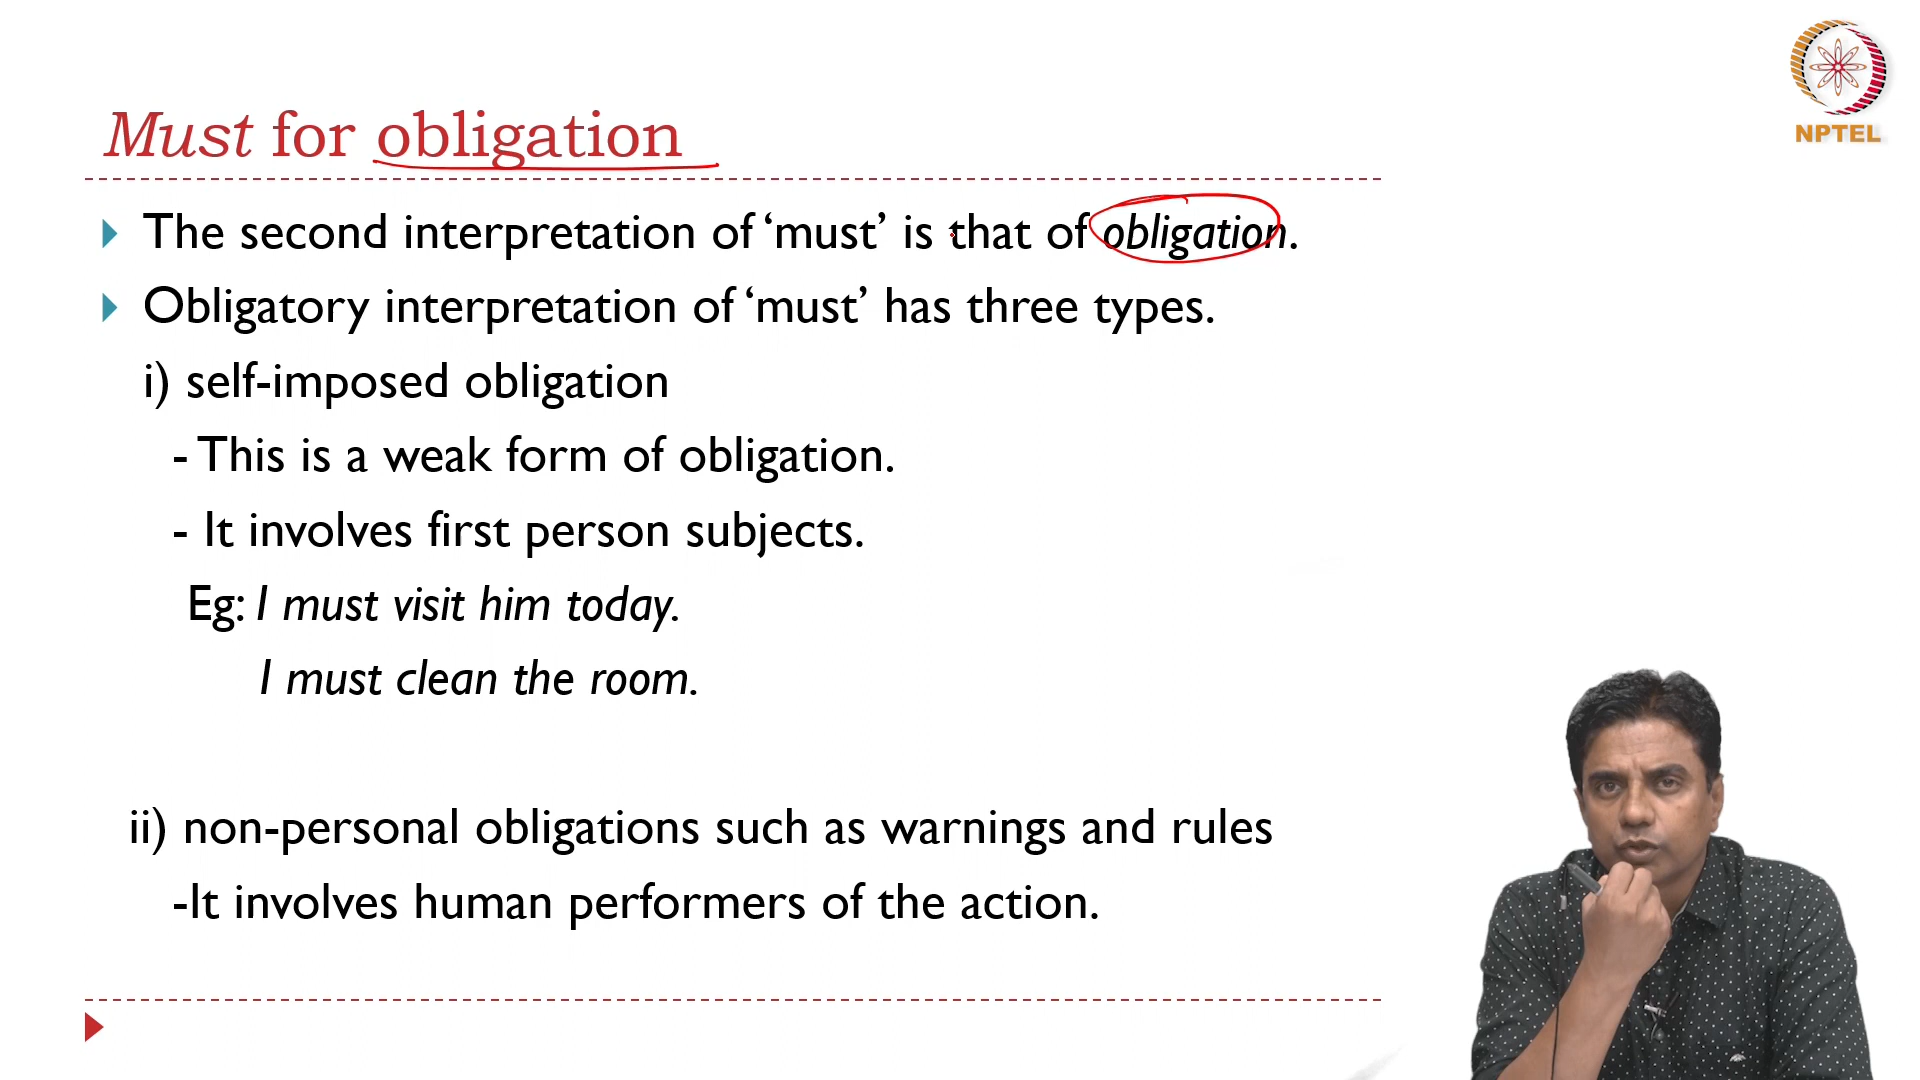 NPTEL
Must for obligation
The second interpretation of ‘must’ is that of obligation.
Obligatory interpretation of ‘must’ has three types.
i) self-imposed obligation
- This is a weak form of obligation.
- It involves first person subjects.
Eg: I must visit him today.
I must clean the room.
ii) non-personal obligations such as warnings and rules
-It involves human performers of the action.